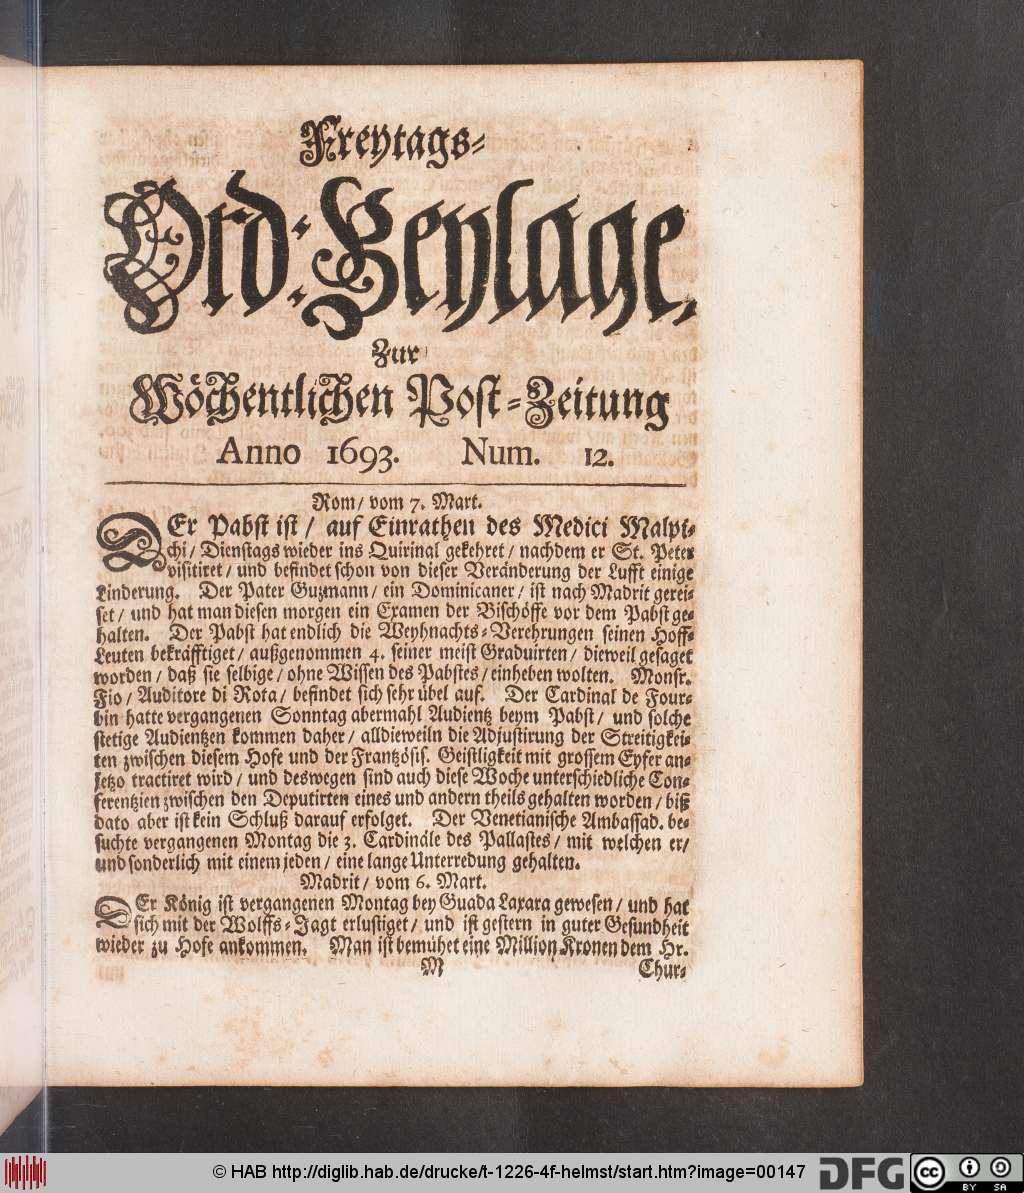 Freytags-
Ord: Beylage,
Zur
Wöchentlichen Post-Zeitung
Anno 1693. Num. 12.
Rom/ vom 7. Mart.
DEr Pabst ist / auf Einrathen des Medici Malpi-
chi/ Dienstags wieder ins Quirinal gekehret / nachdem er St. Peter
visitiret / und befindet schon von dieser Veränderung der Lufft einige
Linderung. Der Pater Guzmann/ ein Dominicaner/ ist nach Madrit gerei-
set/ und hat man diesen morgen ein Examen der Bischöffe vor dem Pabst ge-
halten. Der Pabst hat endlich die Weyhnachts-Verehrungen seinen Hoff-
Leuten bekräfftiget / außgenommen 4. seiner meist Graduirten/ dieweil gesaget
worden/ daß sie selbige/ ohne Wissen des Pabstes/ einheben wolten. Monsr.
Fio/ Auditore di Rota/ befindet sich sehr übel auf. Der Cardinal de Four-
bin hatte vergangenen Sonntag abermahl Audientz beym Pabst/ und solche
stetige Audientzen kommen daher/ alldieweiln die Adjustirung der Streitigkei-
ten zwischen diesem Hofe und der Frantzösis. Geistligkeit mit grossem Eyfer an-
jetzo tractiret wird/ und deswegen sind auch diese Woche unterschiedliche Con-
ferentzien zwischen den Deputirten eines und andern theils gehalten worden/ biß
dato aber ist kein Schluß darauf erfolget. Der Venetianische Ambassad. be-
suchte vergangenen Montag die 3. Cardinäle des Pallastes/ mit welchen er/
und sonderlich mit einem jeden/ eine lange Unterredung gehalten.
Madrit/ vom 6. Mart.
DEr König ist vergangenen Montag bey Guada Laxara gewesen/ und hat
sich mit der Wolffs-Jagt erlustiget/ und ist gestern in guter Gesundheit
wieder zu Hofe ankommen. Man ist bemühet eine Million Kronen dem Hr.
M Chur-
© HAB http://diglib.hab.de/drucke/t-1226-4f-helmst/start.htm?image=00147
DFG cc BY SA